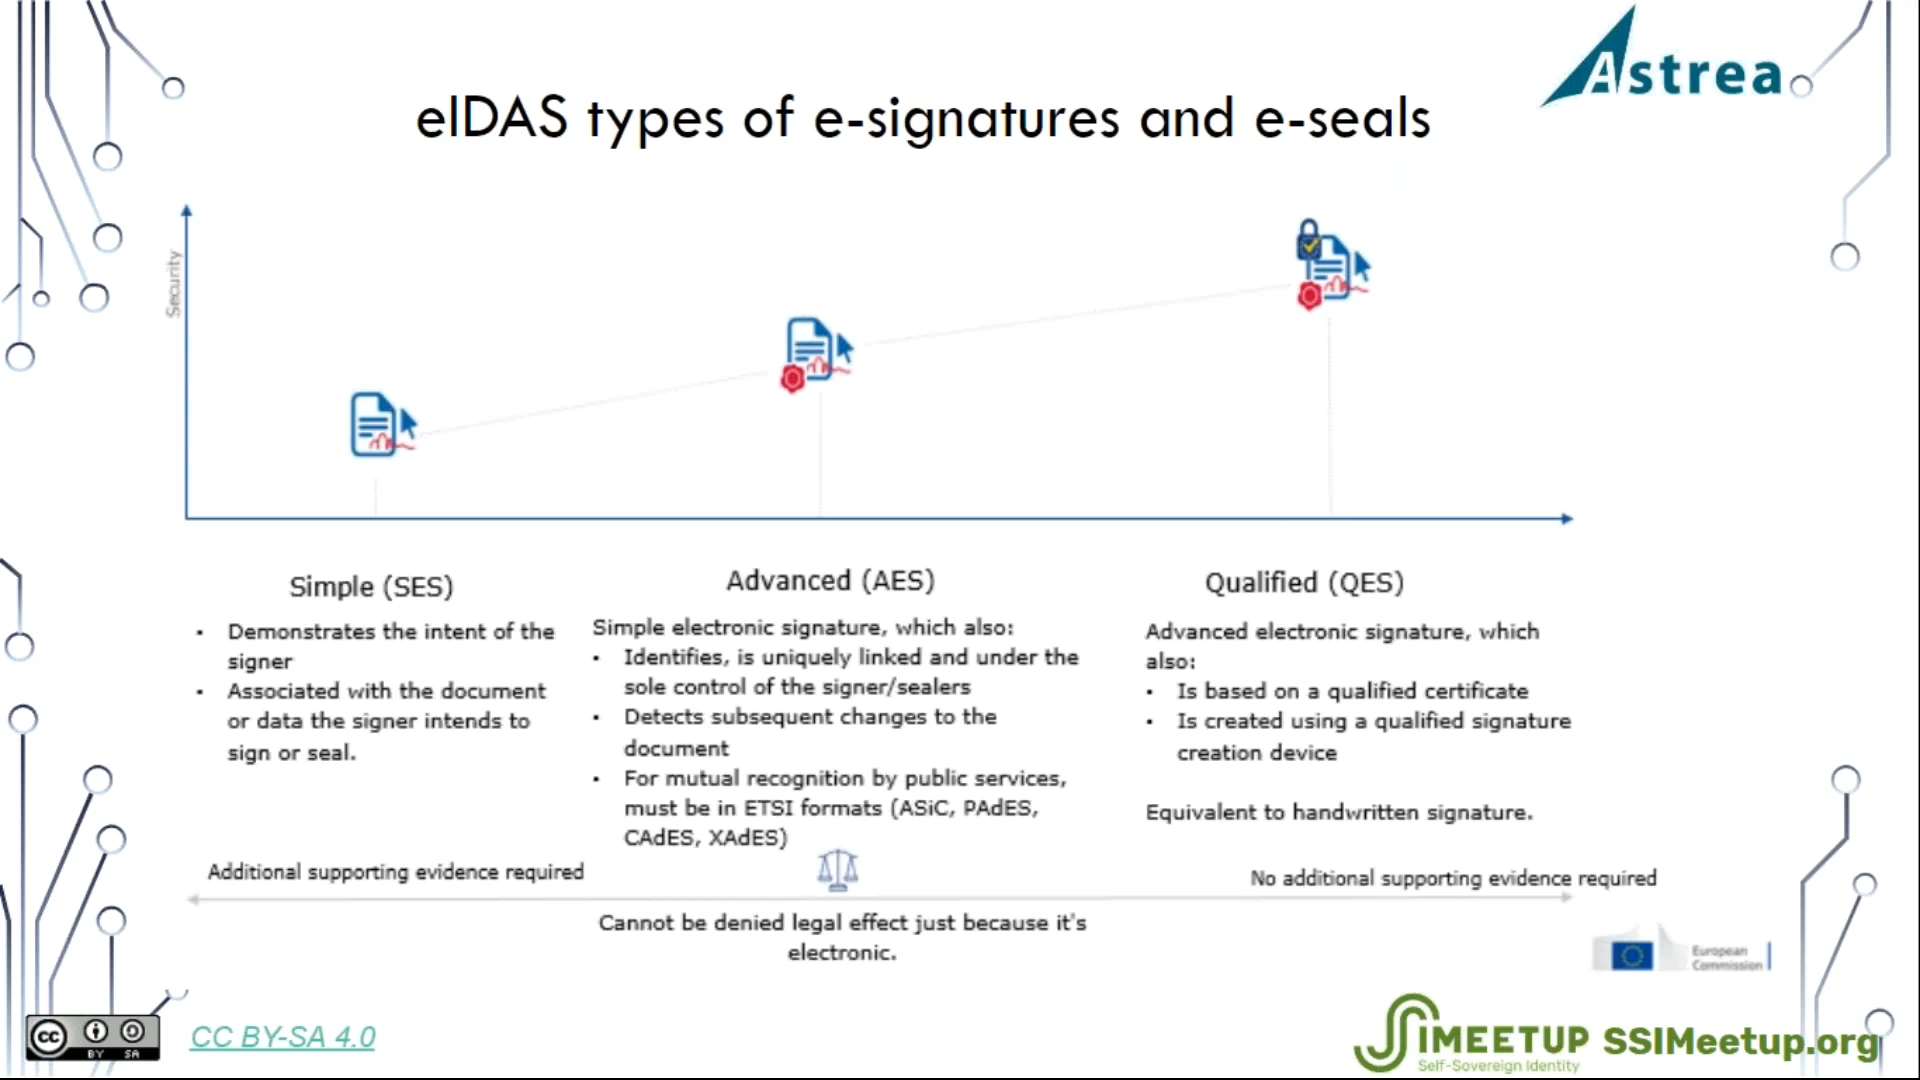 Astrea
eIDAS types of e-signatures and e-seals
Security
Simple (SES)
• Demonstrates the intent of the
signer
• Associated with the document
or data the signer intends to
sign or seal.
Advanced (AES)
Simple electronic signature, which also:
• Identifies, is uniquely linked and under the
sole control of the signer/sealers
• Detects subsequent changes to the
document
• For mutual recognition by public services,
must be in ETSI formats (ASiC, PAdES,
CAdES, XAdES)
Qualified (QES)
Advanced electronic signature, which
also:
• Is based on a qualified certificate
• Is created using a qualified signature
creation device
Equivalent to handwritten signature.
Additional supporting evidence required
No additional supporting evidence required
Cannot be denied legal effect just because it's
electronic.
European
Commission
cc BY SA
CC BY-SA 4.0
SSIMEETUP
Self-Sovereign Identity
SSIMeetup.org